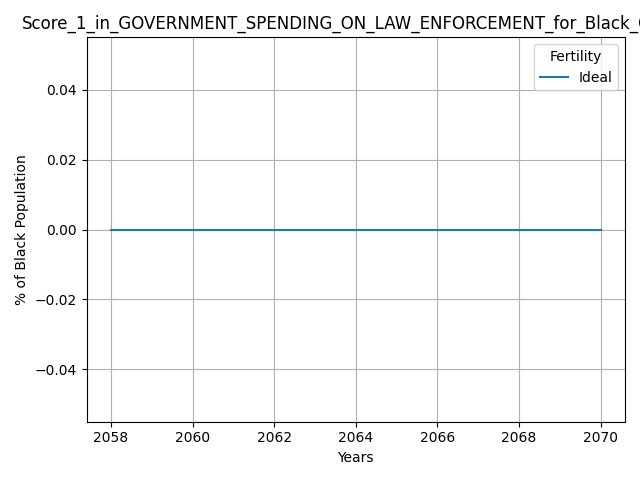 Score_1_in_GOVERNMENT_SPENDING_ON_LAW_ENFORCEMENT_for_Black_
Fertility
Ideal
0.04
0.02
0.00
−0.02
−0.04
% of Black Population
2058 2060 2062 2064 2066 2068 2070
Years